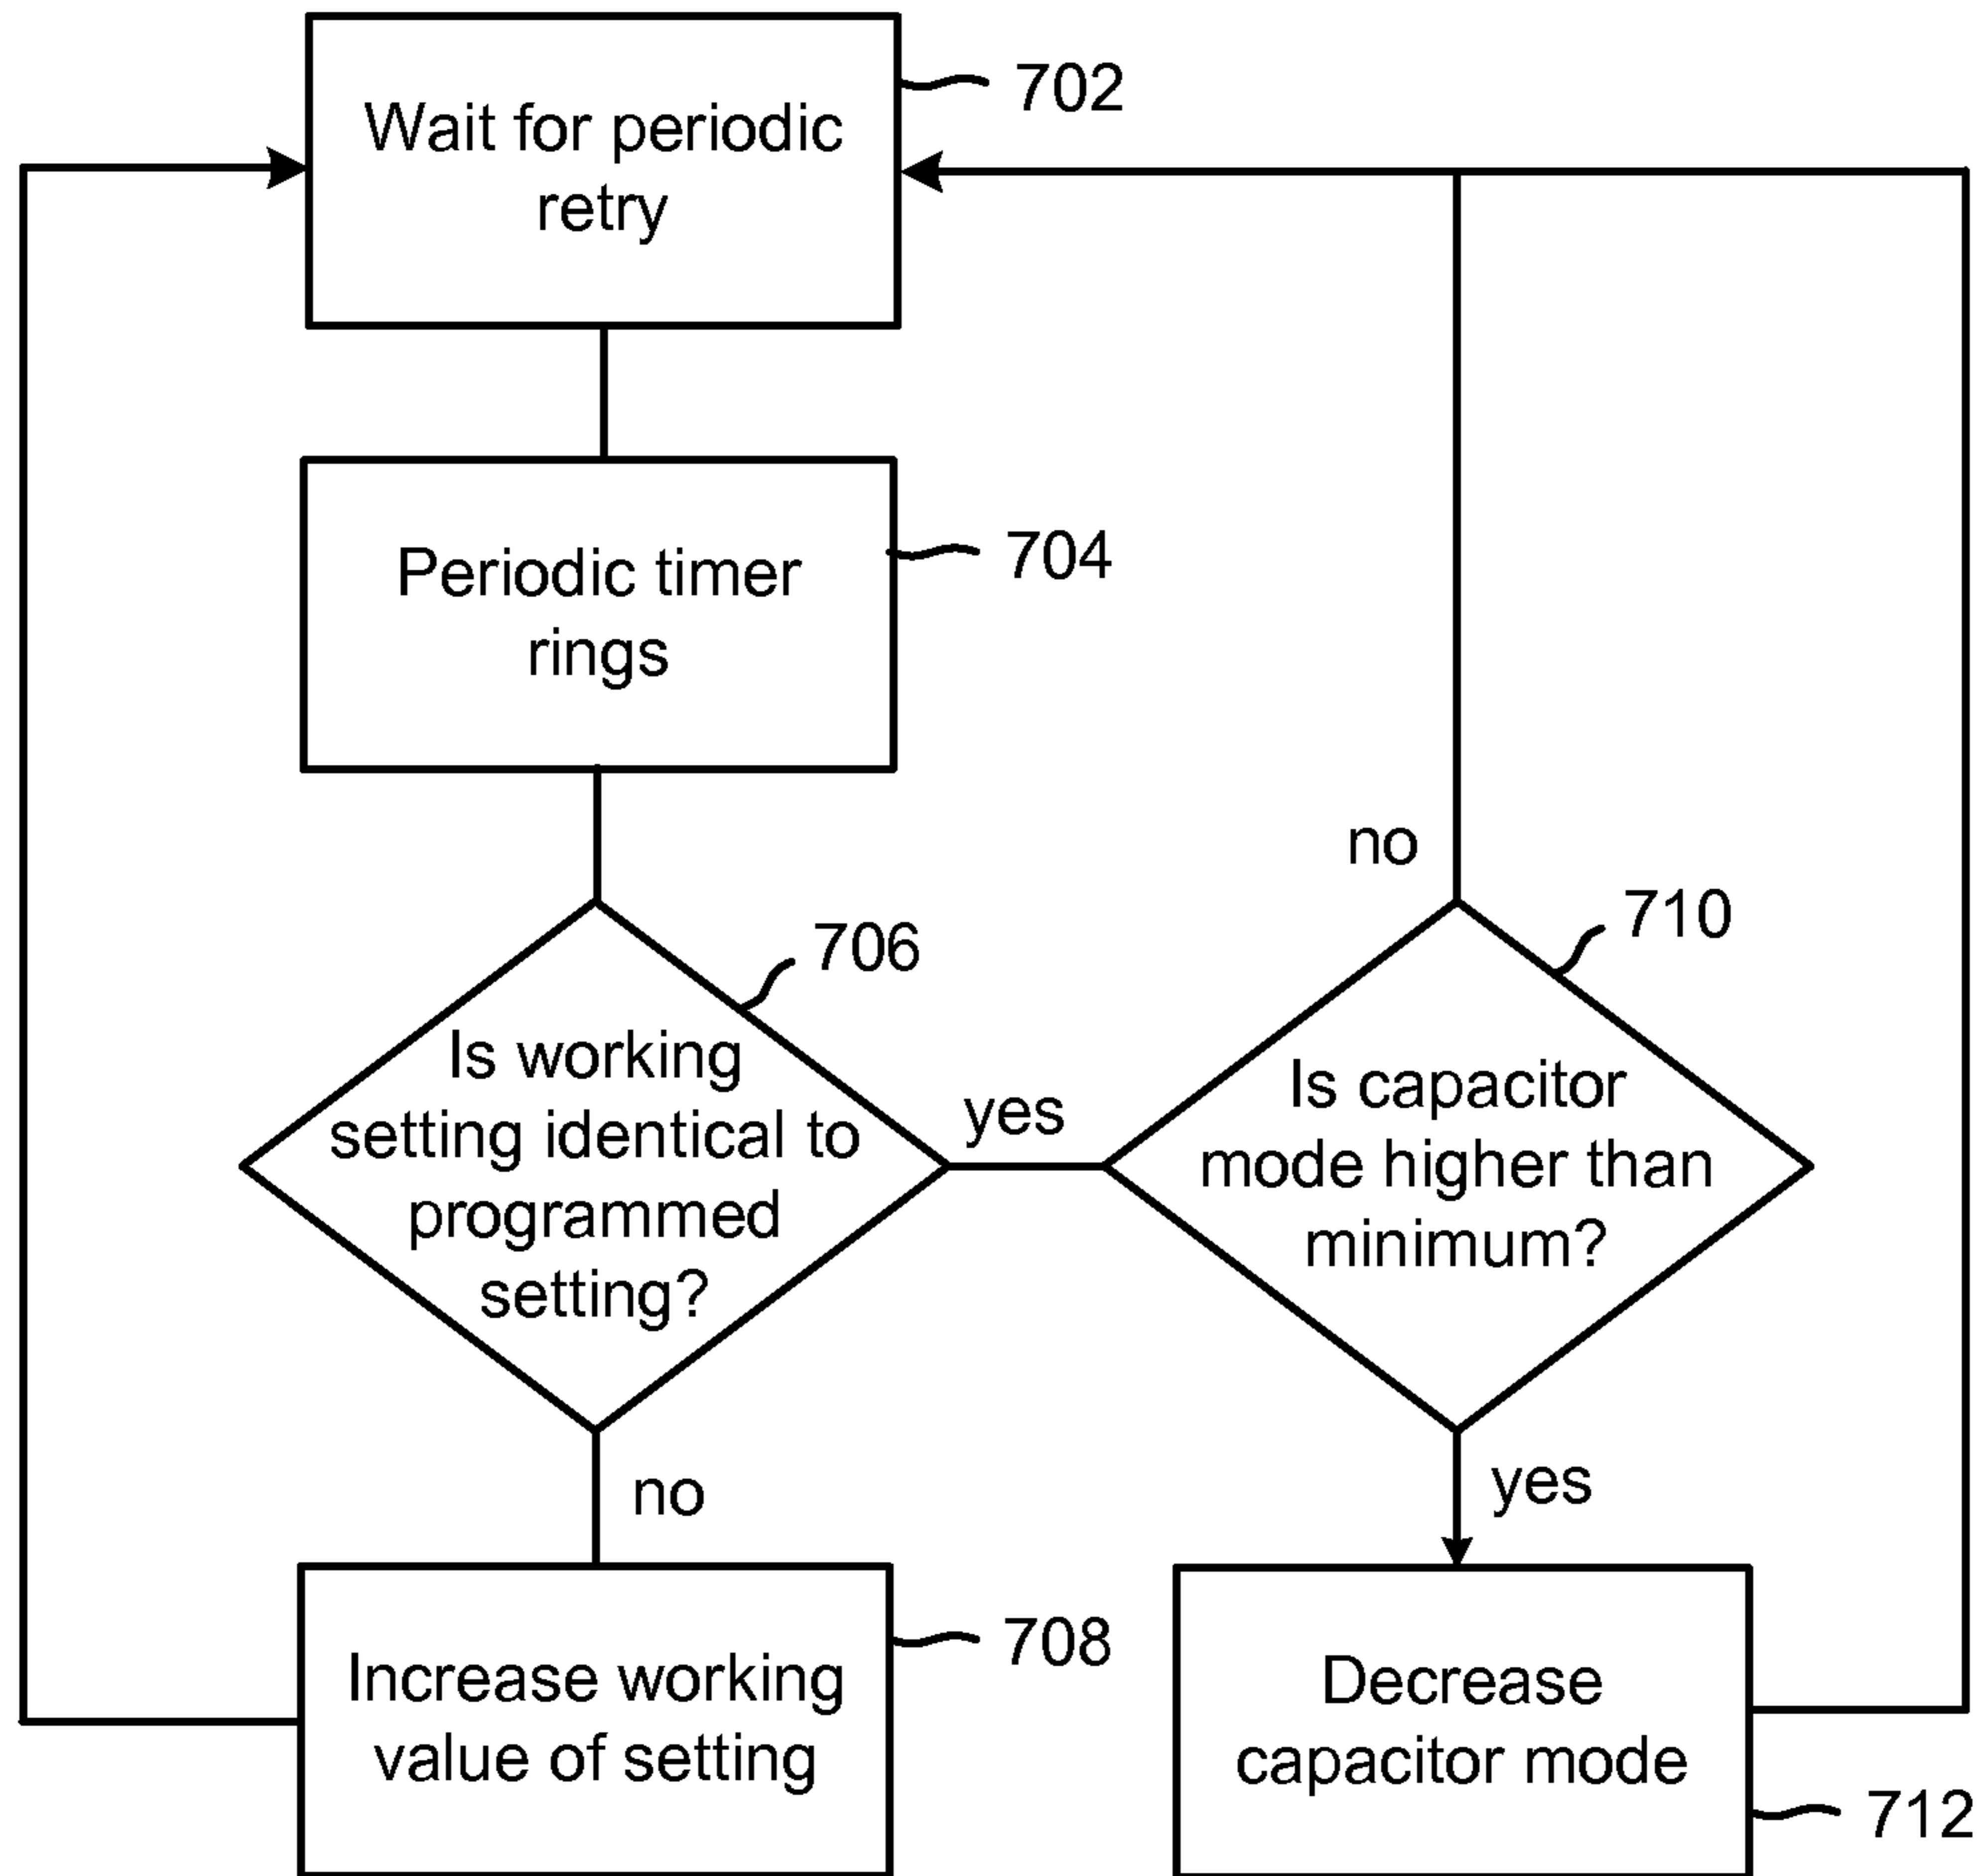 Wait for periodic
retry
702
Periodic timer
rings
704
Is working
setting identical to
programmed
setting?
706
yes
no
Is capacitor
mode higher than
minimum?
710
no
yes
Increase working
value of setting
708
Decrease
capacitor mode
712